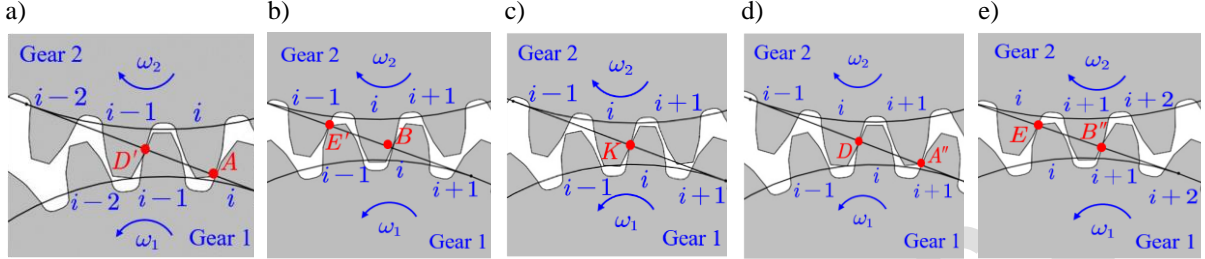 a)
Gear 2
ω₂
i−2
i−1
i
D′
A
i−2
i−1
i
ω₁
Gear 1
b)
Gear 2
ω₂
i−1
i
i+1
E′
B
i−1
i
i+1
ω₁
Gear 1
c)
Gear 2
ω₂
i−1
i
i+1
K
i−1
i
i+1
ω₁
Gear 1
d)
Gear 2
ω₂
i−1
i
i+1
D
A″
i−1
i
i+1
ω₁
Gear 1
e)
Gear 2
ω₂
i
i+1
i+2
E
B″
i
i+1
i+2
ω₁
Gear 1